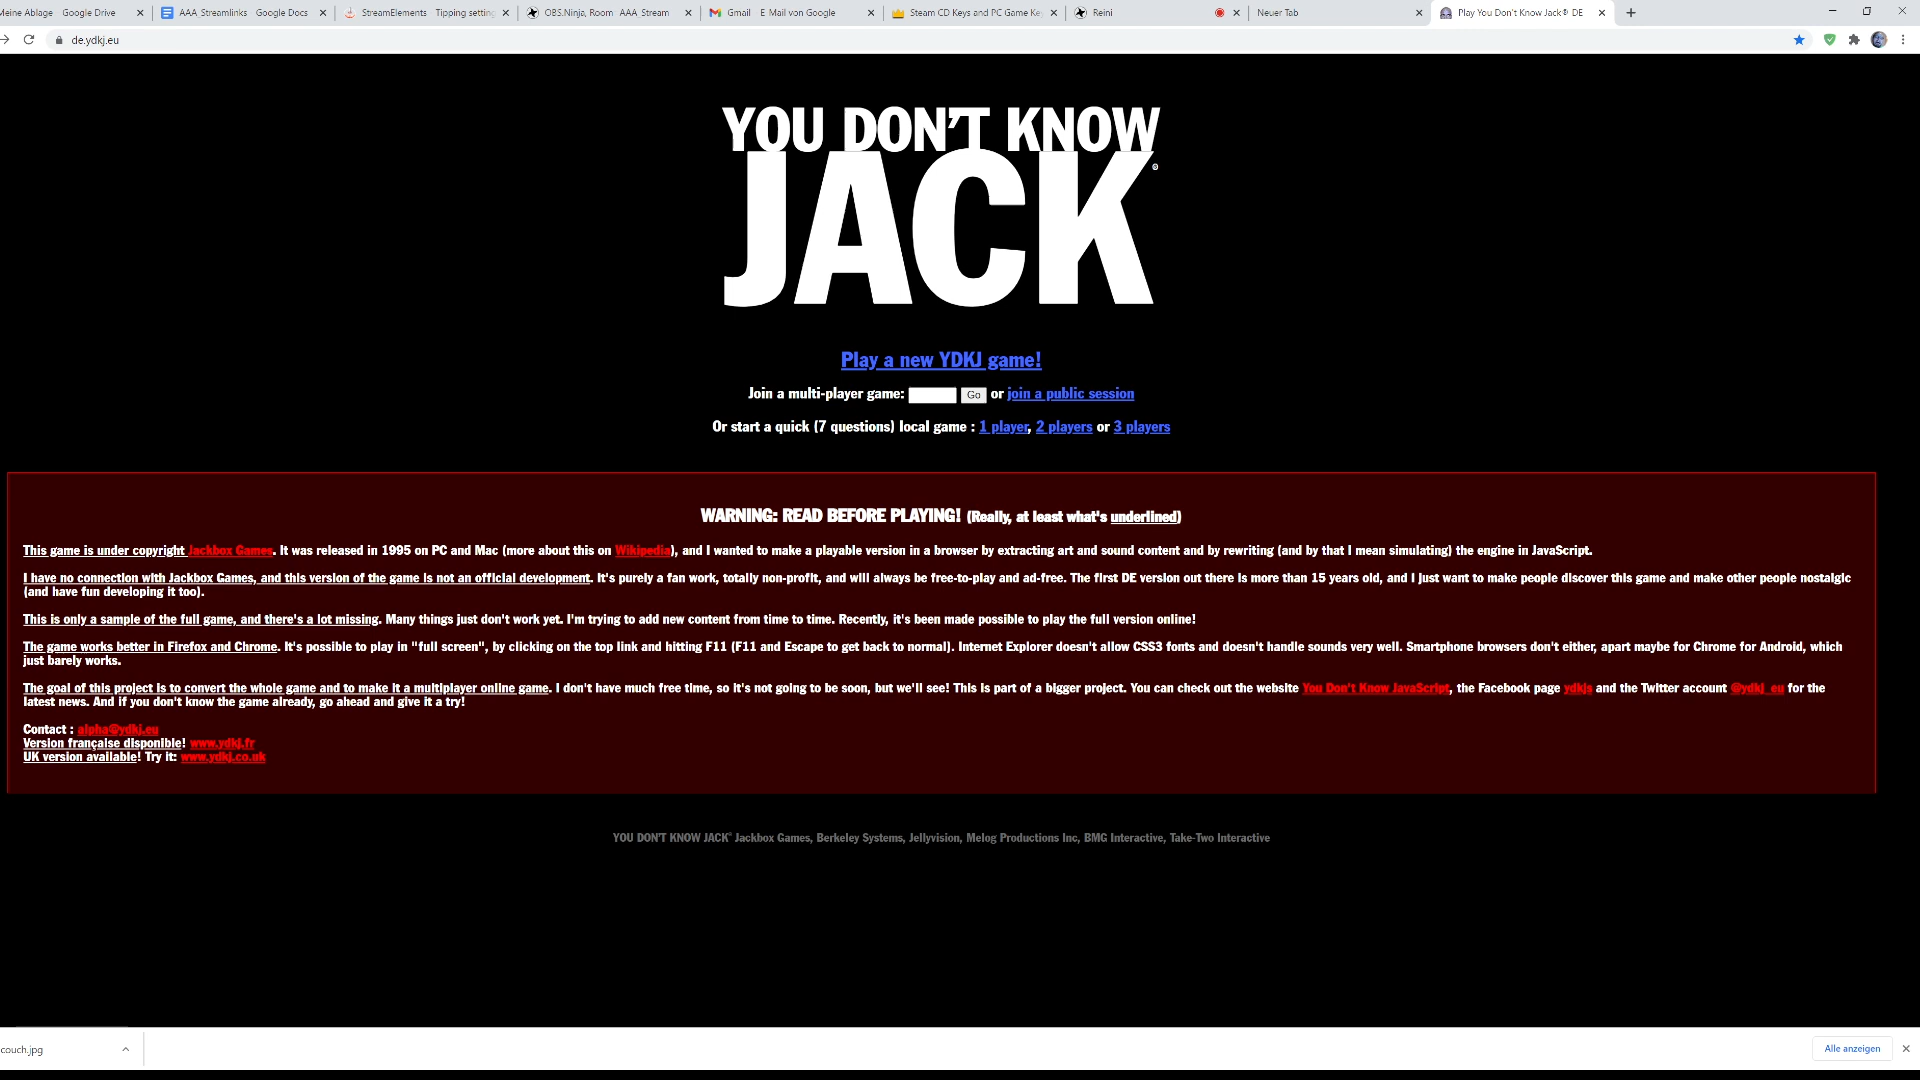 eine Ablage Google Drive
AAA_Streamlinks Google Docs
StreamElements Tipping setting
OBS.Ninja, Room AAA_Stream
Gmail E Mail von Google
Steam CD Keys and PC Game Ke
Reini
Neuer Tab
Play You Don't Know Jack® DE
de.ydkj.eu
YOU DON'T KNOW
JACK®
Play a new YDKJ game!
Join a multi-player game: Go or join a public session
Or start a quick (7 questions) local game : 1 player, 2 players or 3 players
WARNING: READ BEFORE PLAYING! (Really, at least what's underlined)
This game is under copyright Jackbox Games. It was released in 1995 on PC and Mac (more about this on Wikipedia), and I wanted to make a playable version in a browser by extracting art and sound content and by rewriting (and by that I mean simulating) the engine in JavaScript.
I have no connection with Jackbox Games, and this version of the game is not an official development. It's purely a fan work, totally non-profit, and will always be free-to-play and ad-free. The first DE version out there is more than 15 years old, and I just want to make people discover this game and make other people nostalgic
(and have fun developing it too).
This is only a sample of the full game, and there's a lot missing. Many things just don't work yet. I'm trying to add new content from time to time. Recently, it's been made possible to play the full version online!
The game works better in Firefox and Chrome. It's possible to play in "full screen", by clicking on the top link and hitting F11 (F11 and Escape to get back to normal). Internet Explorer doesn't allow CSS3 fonts and doesn't handle sounds very well. Smartphone browsers don't either, apart maybe for Chrome for Android, which
just barely works.
The goal of this project is to convert the whole game and to make it a multiplayer online game. I don't have much free time, so it's not going to be soon, but we'll see! This is part of a bigger project. You can check out the website You Don't Know JavaScript, the Facebook page ydkjs and the Twitter account @ydkj_eu for the
latest news. And if you don't know the game already, go ahead and give it a try!
Contact : alpha@ydkj.eu
Version française disponible! www.ydkj.fr
UK version available! Try it: www.ydkj.co.uk
YOU DON'T KNOW JACK® Jackbox Games, Berkeley Systems, Jellyvision, Melog Productions Inc, BMG Interactive, Take-Two Interactive
couch.jpg
Alle anzeigen